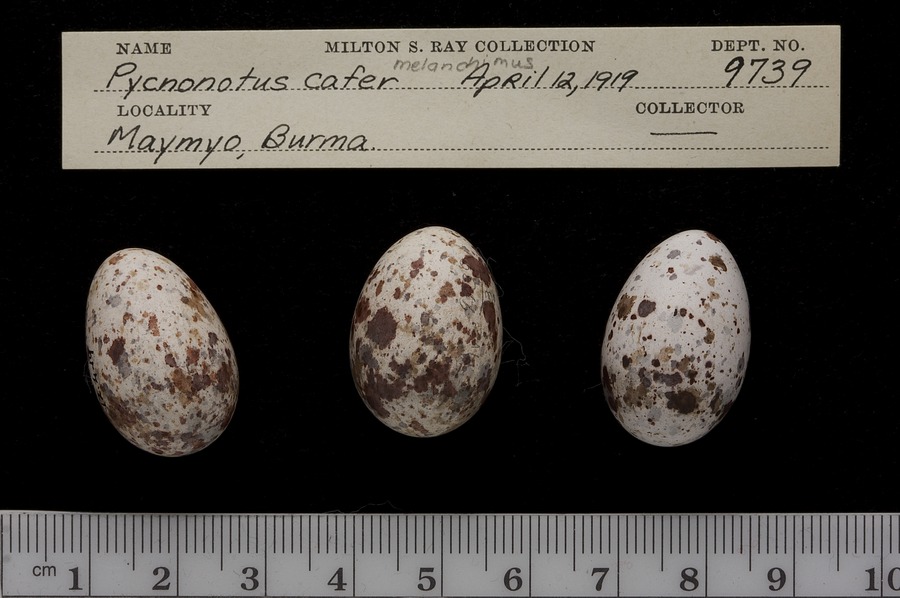 NAME MILTON S. RAY COLLECTION DEPT. NO.
melanchimus
Pycnonotus cafer April 12, 1919 9739
LOCALITY COLLECTOR
Maymyo, Burma.
cm 1 2 3 4 5 6 7 8 9 10